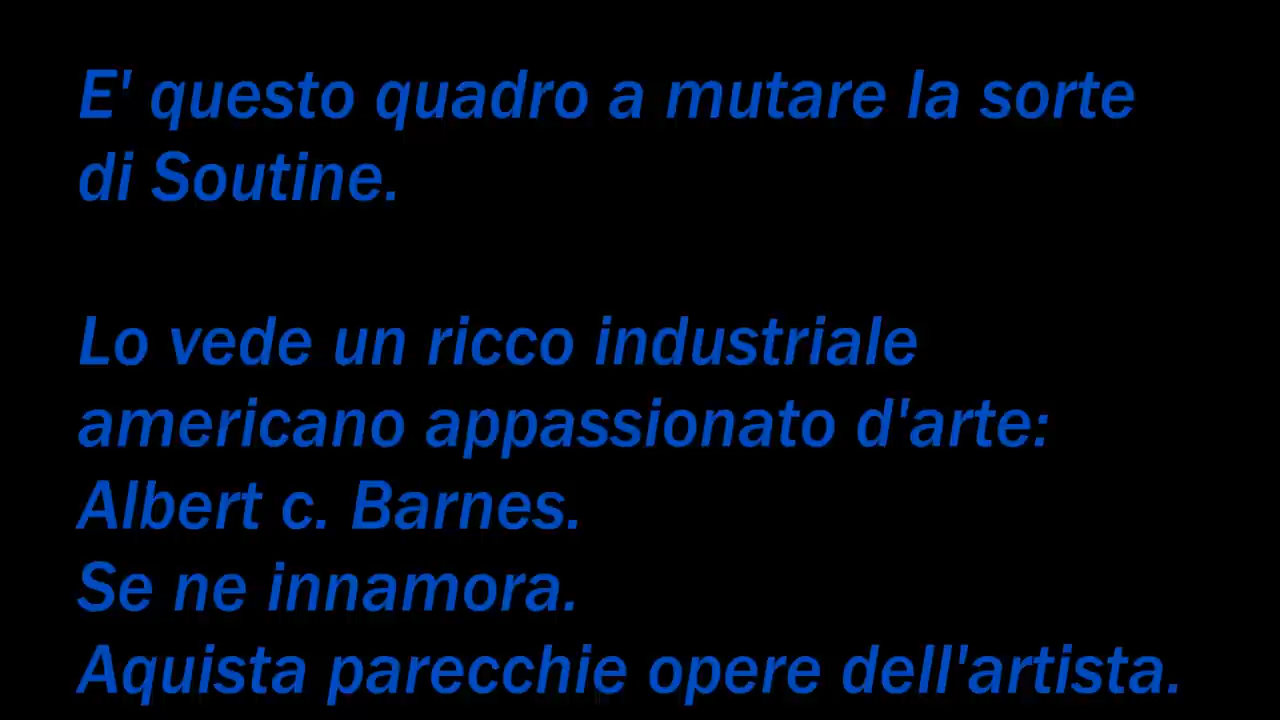 E' questo quadro a mutare la sorte
di Soutine.
Lo vede un ricco industriale
americano appassionato d'arte:
Albert c. Barnes.
Se ne innamora.
Aquista parecchie opere dell'artista.